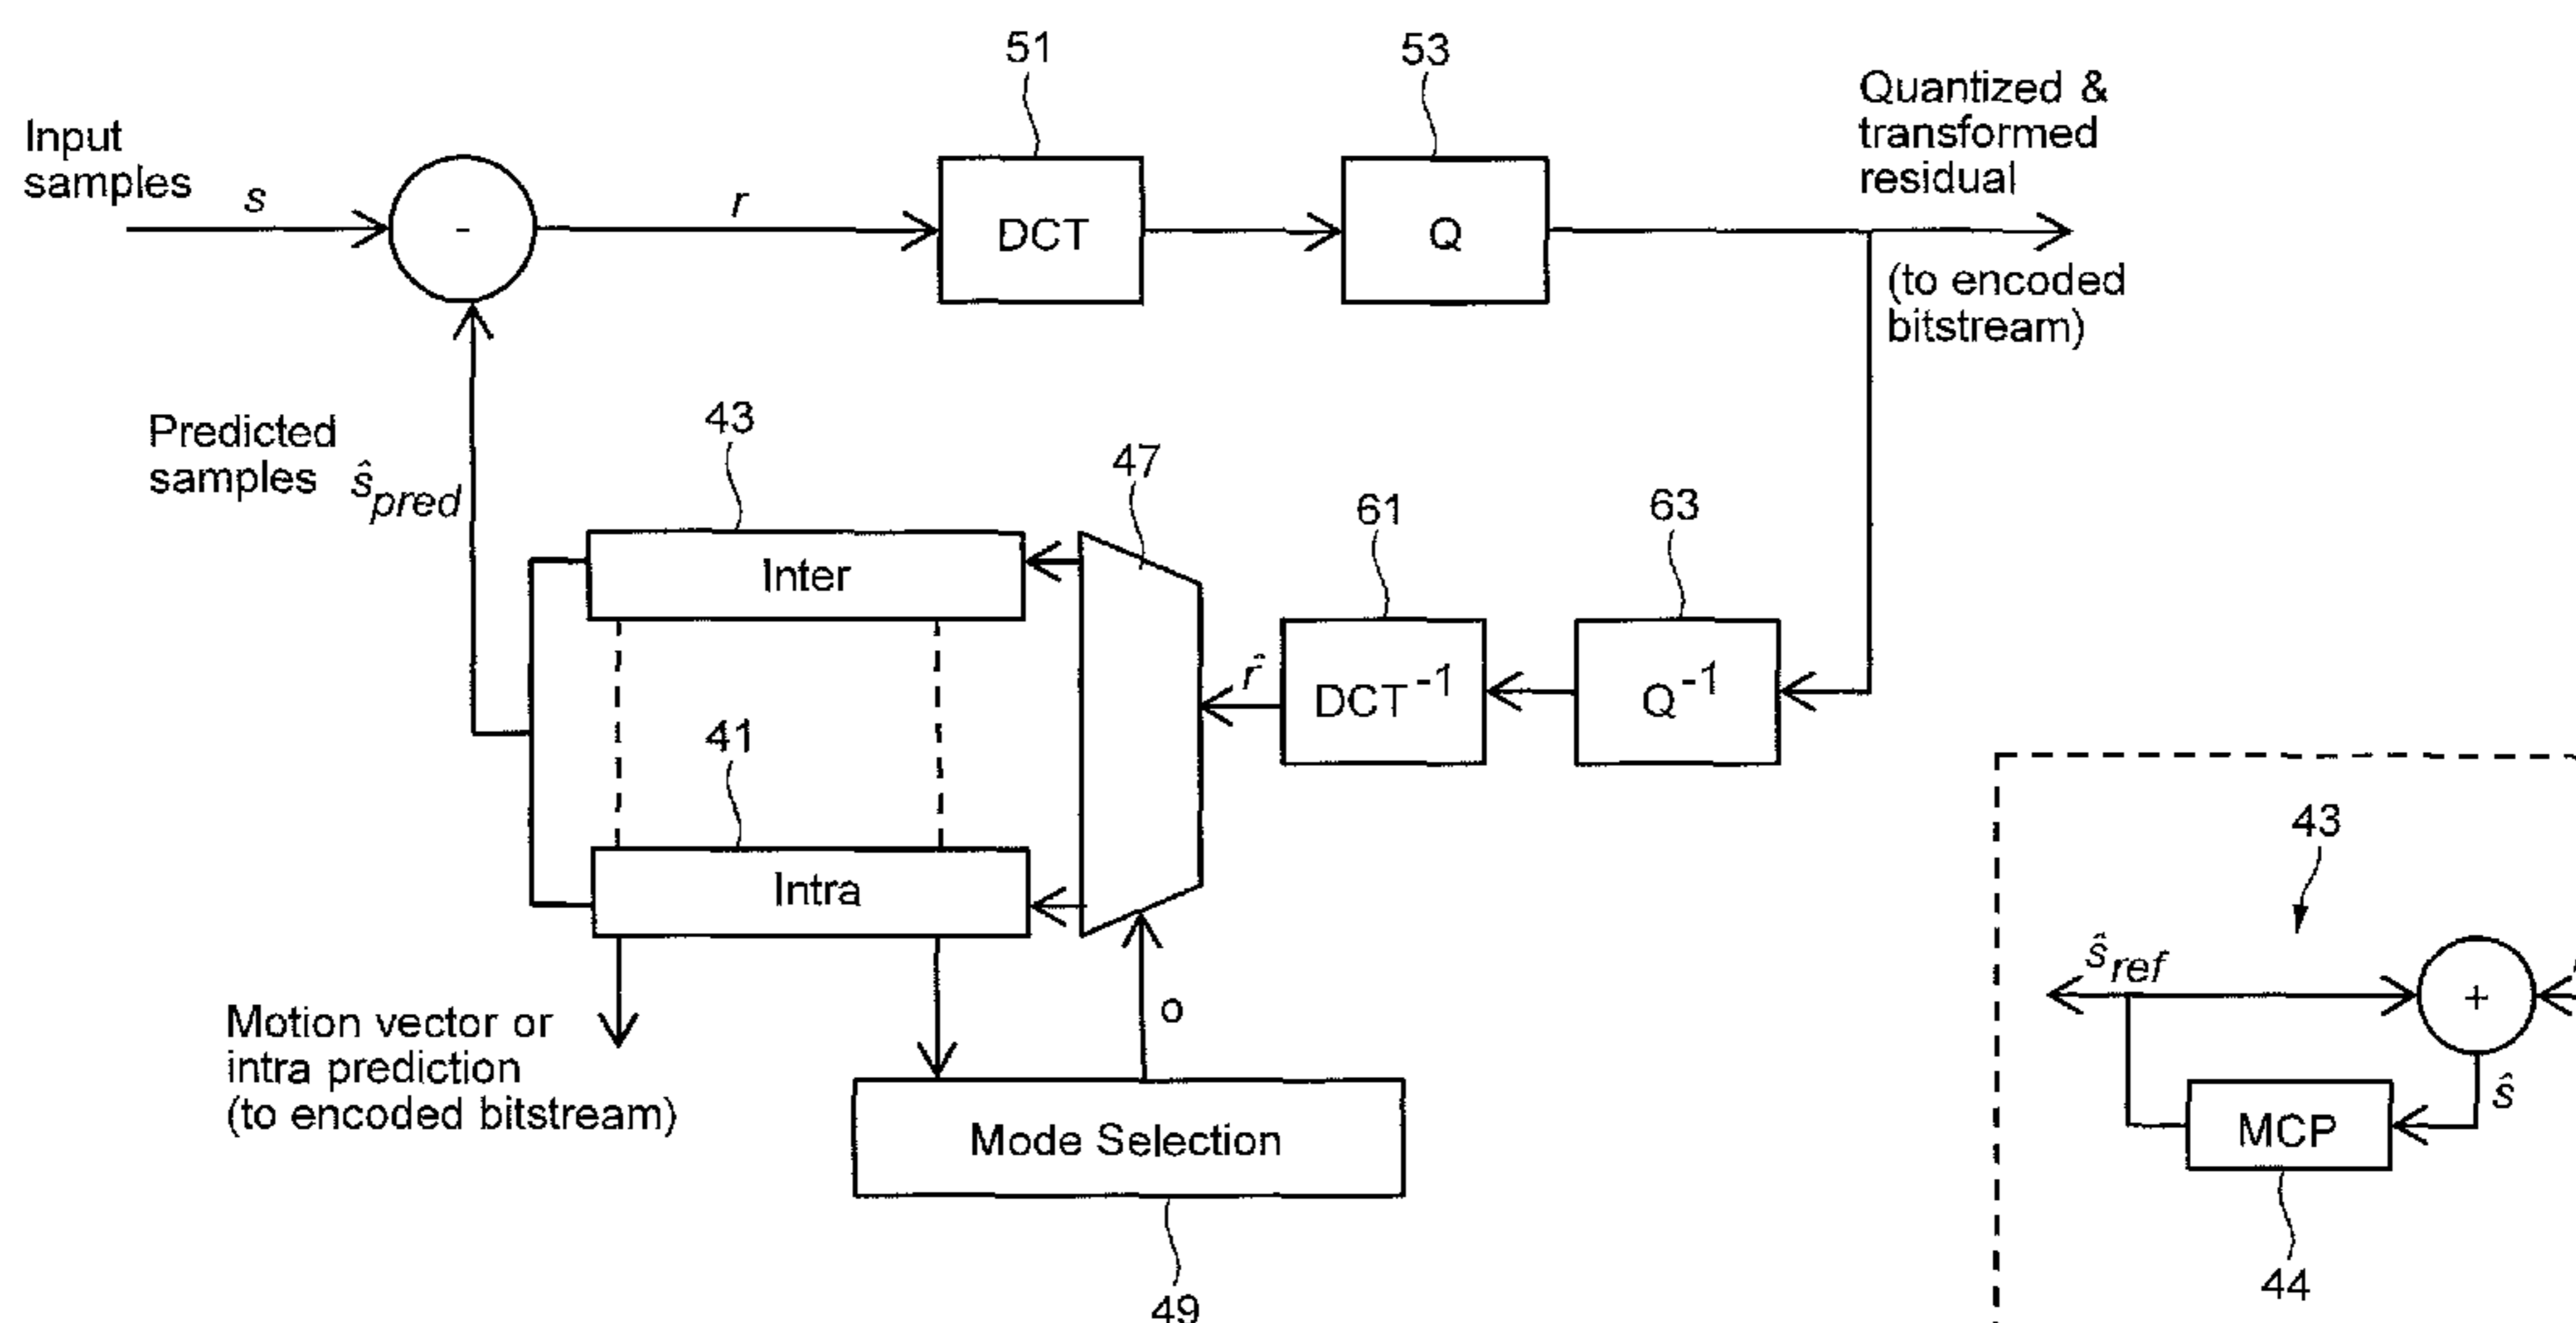 51
53
Quantized &
transformed
residual
Input
samples
s
-
r
DCT
Q
(to encoded
bitstream)
Predicted
samples
ŝpred
43
47
61
63
Inter
r̂
DCT-1
Q-1
41
Intra
43
ŝref
+
o
Motion vector or
intra prediction
(to encoded bitstream)
Mode Selection
MCP
ŝ
49
44